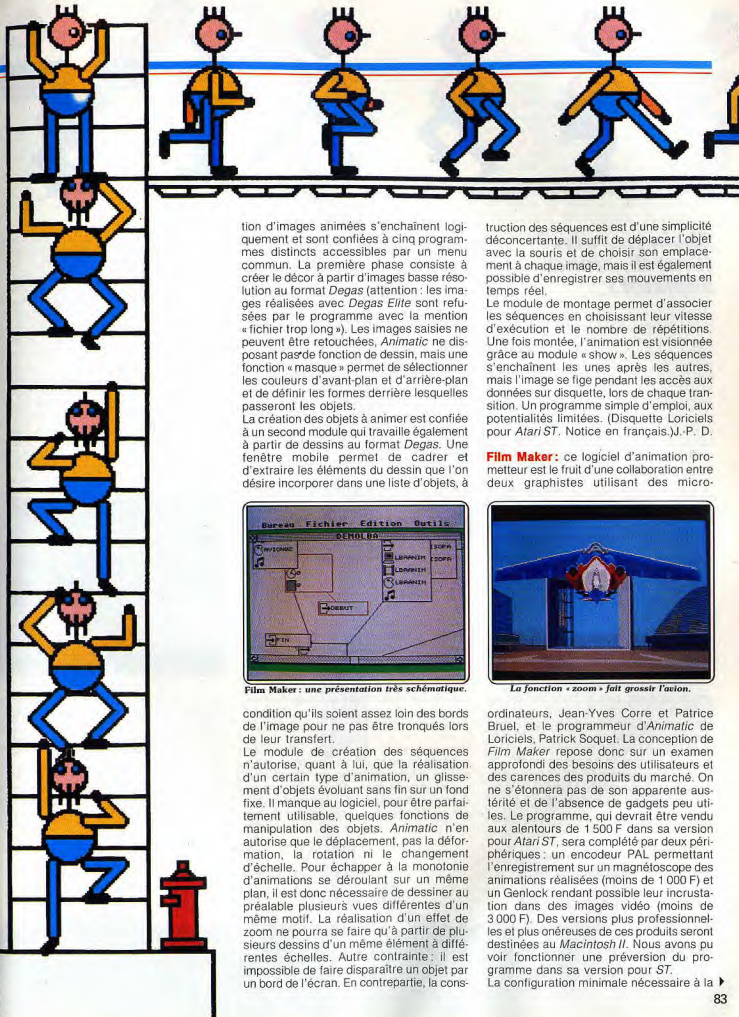 tion d'images animées s'enchaînent logi-
quement et sont confiées à cinq program-
mes distincts accessibles par un menu
commun. La première phase consiste à
créer le décor à partir d'images basse réso-
lution au format Degas (attention : les ima-
ges réalisées avec Degas Elite sont refu-
sées par le programme avec la mention
« fichier trop long »). Les images saisies ne
peuvent être retouchées, Animatic ne dis-
posant pas de fonction de dessin, mais une
fonction « masque » permet de sélectionner
les couleurs d'avant-plan et d'arrière-plan
et de définir les formes derrière lesquelles
passeront les objets.
La création des objets à animer est confiée
à un second module qui travaille également
à partir de dessins au format Degas. Une
fenêtre mobile permet de cadrer et
d'extraire les éléments du dessin que l'on
désire incorporer dans une liste d'objets, à
Bureau Fichier Edition Outils
DEMOLBA
AVIONBD
LBRANIM
LBRANIM
LBRANIM
ISOFA
ISOFA
DEBUT
FIN
Film Maker : une présentation très schématique.
condition qu'ils soient assez loin des bords
de l'image pour ne pas être tronqués lors
de leur transfert.
Le module de création des séquences
n'autorise, quant à lui, que la réalisation
d'un certain type d'animation, un glisse-
ment d'objets évoluant sans fin sur un fond
fixe. Il manque au logiciel, pour être parfai-
tement utilisable, quelques fonctions de
manipulation des objets. Animatic n'en
autorise que le déplacement, pas la défor-
mation, la rotation ni le changement
d'échelle. Pour échapper à la monotonie
d'animations se déroulant sur un même
plan, il est donc nécessaire de dessiner au
préalable plusieurs vues différentes d'un
même motif. La réalisation d'un effet de
zoom ne pourra se faire qu'à partir de plu-
sieurs dessins d'un même élément à diffé-
rentes échelles. Autre contrainte : il est
impossible de faire disparaître un objet par
un bord de l'écran. En contrepartie, la cons-
truction des séquences est d'une simplicité
déconcertante. Il suffit de déplacer l'objet
avec la souris et de choisir son emplace-
ment à chaque image, mais il est également
possible d'enregistrer ses mouvements en
temps réel.
Le module de montage permet d'associer
les séquences en choisissant leur vitesse
d'exécution et le nombre de répétitions.
Une fois montée, l'animation est visionnée
grâce au module « show ». Les séquences
s'enchaînent les unes après les autres,
mais l'image se fige pendant les accès aux
données sur disquette, lors de chaque tran-
sition. Un programme simple d'emploi, aux
potentialités limitées. (Disquette Loriciels
pour Atari ST. Notice en français.)J.-P. D.
Film Maker : ce logiciel d'animation pro-
metteur est le fruit d'une collaboration entre
deux graphistes utilisant des micro-
La fonction « zoom » fait grossir l'avion.
ordinateurs, Jean-Yves Corre et Patrice
Bruel, et le programmeur d'Animatic de
Loriciels, Patrick Soquet. La conception de
Film Maker repose donc sur un examen
approfondi des besoins des utilisateurs et
des carences des produits du marché. On
ne s'étonnera pas de son apparente aus-
térité et de l'absence de gadgets peu uti-
les. Le programme, qui devrait être vendu
aux alentours de 1 500 F dans sa version
pour Atari ST, sera complété par deux péri-
phériques : un encodeur PAL permettant
l'enregistrement sur un magnétoscope des
animations réalisées (moins de 1 000 F) et
un Genlock rendant possible leur incrusta-
tion dans des images vidéo (moins de
3 000 F). Des versions plus professionnel-
les et plus onéreuses de ces produits seront
destinées au Macintosh II. Nous avons pu
voir fonctionner une préversion du pro-
gramme dans sa version pour ST.
La configuration minimale nécessaire à la
83